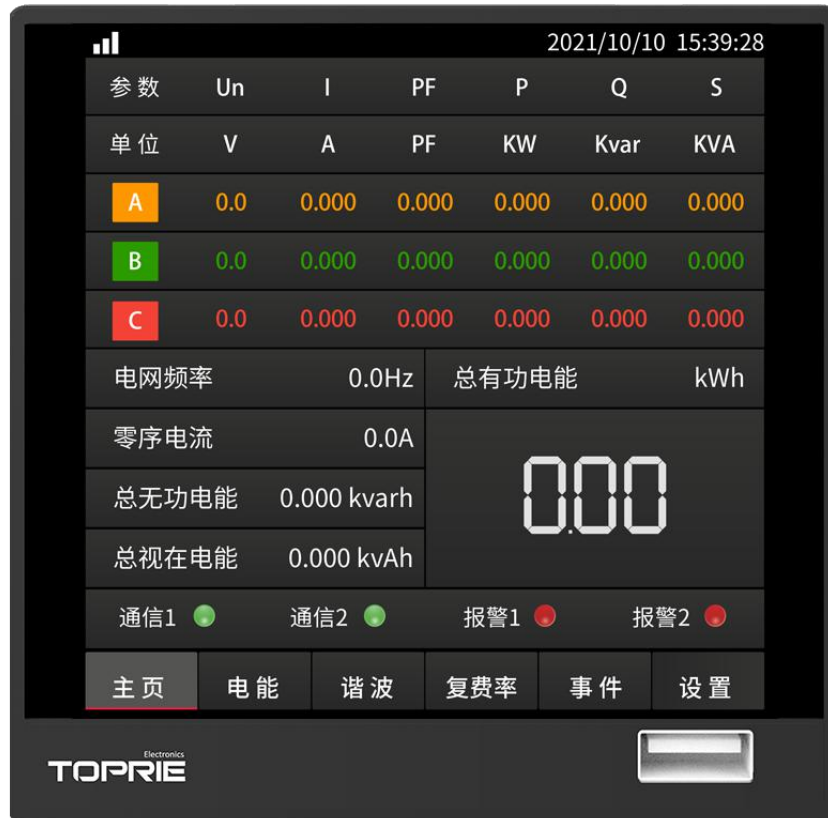 2021/10/10 15:39:28
参数 Un I PF P Q S
单位 V A PF KW Kvar KVA
A 0.0 0.000 0.000 0.000 0.000 0.000
B 0.0 0.000 0.000 0.000 0.000 0.000
C 0.0 0.000 0.000 0.000 0.000 0.000
电网频率 0.0Hz 总有功电能 kWh
零序电流 0.0A
0.00
总无功电能 0.000 kvarh
总视在电能 0.000 kvAh
通信1 通信2 报警1 报警2
主页 电能 谐波 复费率 事件 设置
Electronics
TOPRIE